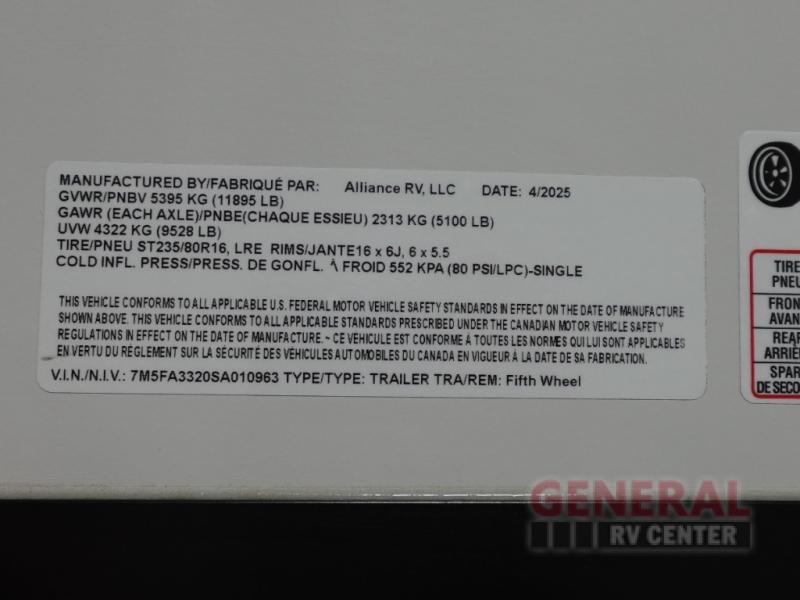 MANUFACTURED BY/FABRIQUÉ PAR: Alliance RV, LLC DATE: 4/2025
GVWR/PNBV 5395 KG (11895 LB)
GAWR (EACH AXLE)/PNBE(CHAQUE ESSIEU) 2313 KG (5100 LB)
UVW 4322 KG (9528 LB)
TIRE/PNEU ST235/80R16, LRE RIMS/JANTE16 x 6J, 6 x 5.5
COLD INFL. PRESS/PRESS. DE GONFL. À FROID 552 KPA (80 PSI/LPC)-SINGLE
THIS VEHICLE CONFORMS TO ALL APPLICABLE U.S. FEDERAL MOTOR VEHICLE SAFETY STANDARDS IN EFFECT ON THE DATE OF MANUFACTURE
SHOWN ABOVE. THIS VEHICLE CONFORMS TO ALL APPLICABLE STANDARDS PRESCRIBED UNDER THE CANADIAN MOTOR VEHICLE SAFETY
REGULATIONS IN EFFECT ON THE DATE OF MANUFACTURE. ~ CE VEHICULE EST CONFORME À TOUTES LES NORMES QUI LUI SONT APPLICABLES
EN VERTU DU RÉGLEMENT SUR LA SÉCURITÉ DES VÉHICULES AUTOMOBILES DU CANADA EN VIGUEUR À LA DATE DE SA FABRICATION.
V.I.N./N.I.V.: 7M5FA3320SA010963 TYPE/TYPE: TRAILER TRA/REM: Fifth Wheel
TIRE
PNEU
FRON
AVAN
REAR
ARRIÈ
SPAR
DE SECO
GENERAL
RV CENTER